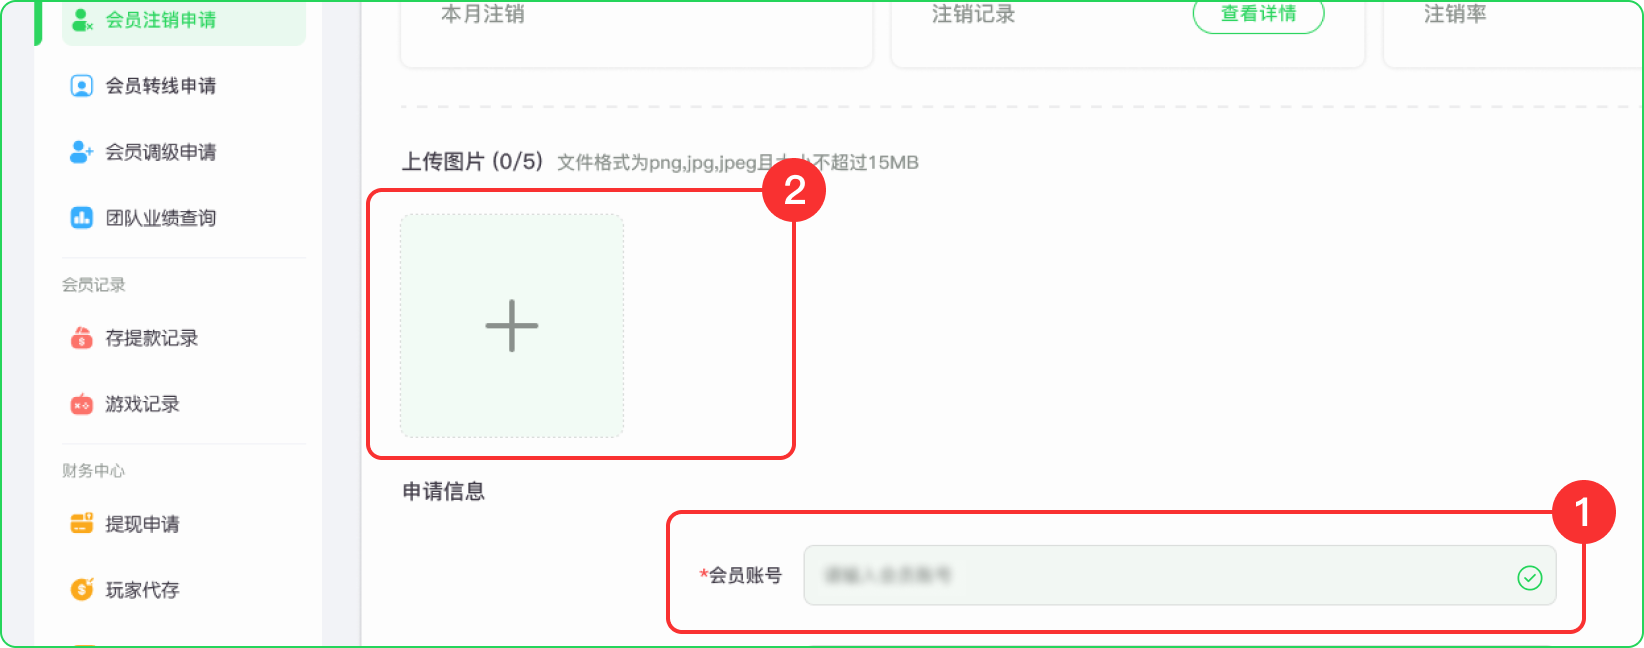 会员注销申请
会员转线申请
会员调级申请
团队业绩查询
会员记录
存提款记录
游戏记录
财务中心
提现申请
玩家代存
本月注销
注销记录
查看详情
注销率
上传图片 (0/5) 文件格式为png,jpg,jpeg且大小不超过15MB
2
申请信息
1
*会员账号